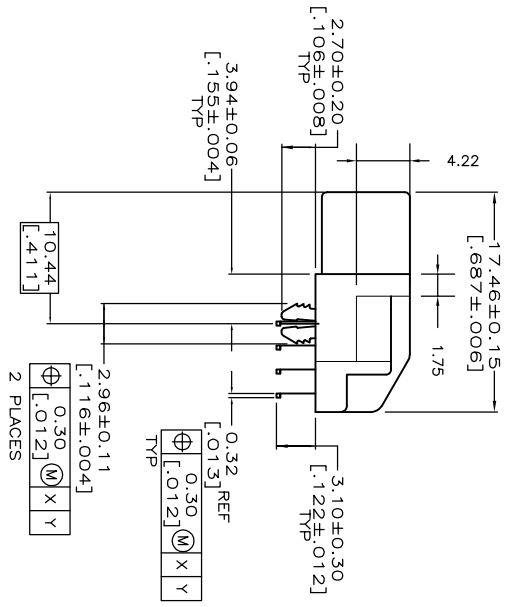 2.70±0.20
[.106±.008]
TYP
3.94±0.06
[.155±.004]
TYP
4.22
17.46±0.15
[.687±.006]
1.75
10.44
[.411]
2.96±0.11
[.116±.004]
⌖ 0.30 [.012] Ⓜ X Y
2 PLACES
0.32 REF
[.013]
⌖ 0.30 [.012] Ⓜ X Y
TYP
3.10±0.30
[.122±.012]
TYP